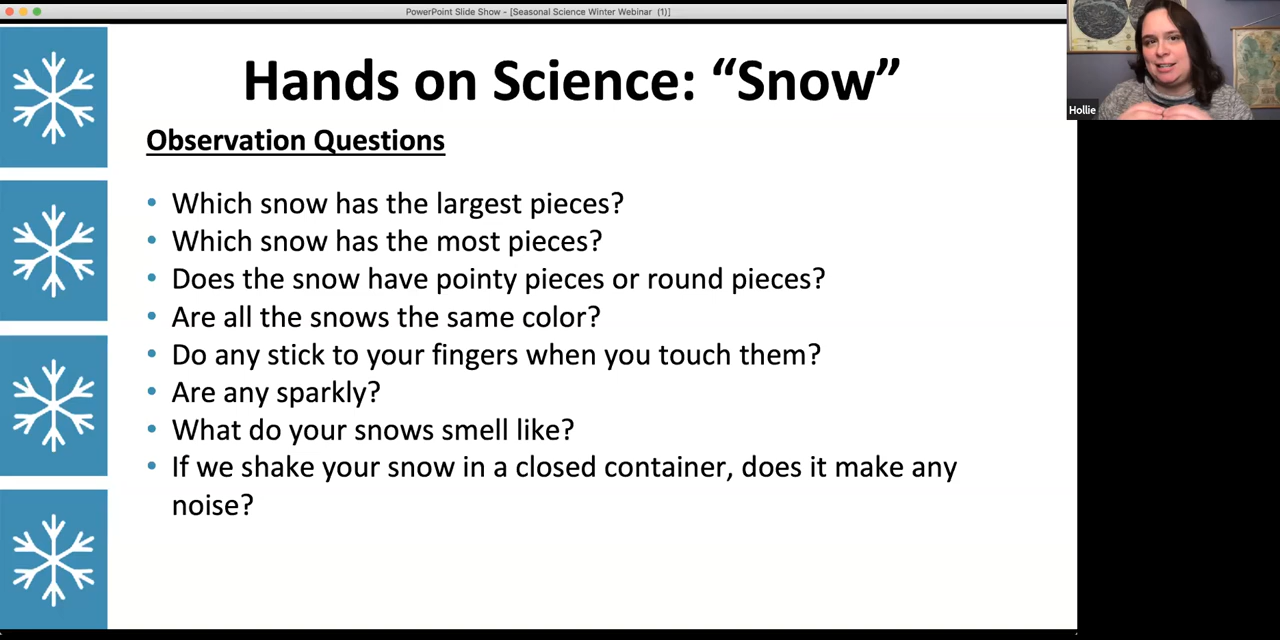 PowerPoint Slide Show - [Seasonal Science Winter Webinar (1)]
Hands on Science: “Snow”
Hollie
Observation Questions
• Which snow has the largest pieces?
• Which snow has the most pieces?
• Does the snow have pointy pieces or round pieces?
• Are all the snows the same color?
• Do any stick to your fingers when you touch them?
• Are any sparkly?
• What do your snows smell like?
• If we shake your snow in a closed container, does it make any
noise?